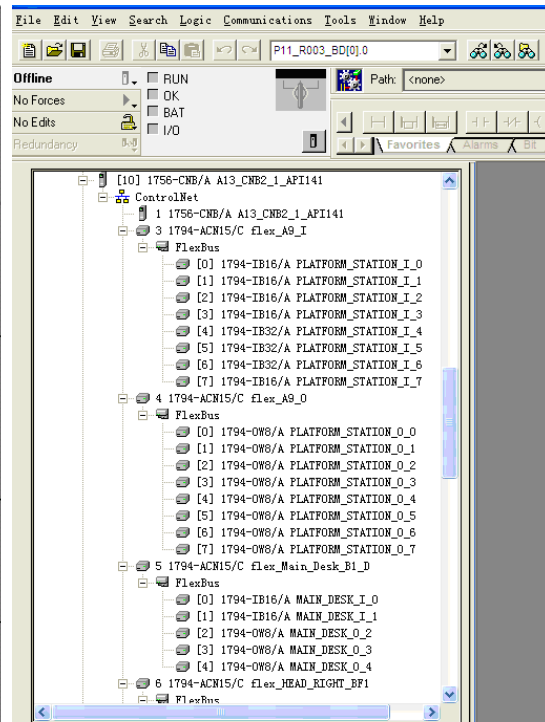 File Edit View Search Logic Communications Tools Window Help
P11_R003_BD[0].0
Offline RUN Path: <none>
No Forces OK
No Edits BAT
Redundancy I/O
Favorites Alarms Bit
[10] 1756-CNB/A A13_CNB2_1_API141
ControlNet
1 1756-CNB/A A13_CNB2_1_API141
3 1794-ACN15/C flex_A9_I
FlexBus
[0] 1794-IB16/A PLATFORM_STATION_I_0
[1] 1794-IB16/A PLATFORM_STATION_I_1
[2] 1794-IB16/A PLATFORM_STATION_I_2
[3] 1794-IB16/A PLATFORM_STATION_I_3
[4] 1794-IB32/A PLATFORM_STATION_I_4
[5] 1794-IB32/A PLATFORM_STATION_I_5
[6] 1794-IB32/A PLATFORM_STATION_I_6
[7] 1794-IB16/A PLATFORM_STATION_I_7
4 1794-ACN15/C flex_A9_O
FlexBus
[0] 1794-OW8/A PLATFORM_STATION_O_0
[1] 1794-OW8/A PLATFORM_STATION_O_1
[2] 1794-OW8/A PLATFORM_STATION_O_2
[3] 1794-OW8/A PLATFORM_STATION_O_3
[4] 1794-OW8/A PLATFORM_STATION_O_4
[5] 1794-OW8/A PLATFORM_STATION_O_5
[6] 1794-OW8/A PLATFORM_STATION_O_6
[7] 1794-OW8/A PLATFORM_STATION_O_7
5 1794-ACN15/C flex_Main_Desk_B1_D
FlexBus
[0] 1794-IB16/A MAIN_DESK_I_0
[1] 1794-IB16/A MAIN_DESK_I_1
[2] 1794-OW8/A MAIN_DESK_O_2
[3] 1794-OW8/A MAIN_DESK_O_3
[4] 1794-OW8/A MAIN_DESK_O_4
6 1794-ACN15/C flex_HEAD_RIGHT_BF1
FlexBus